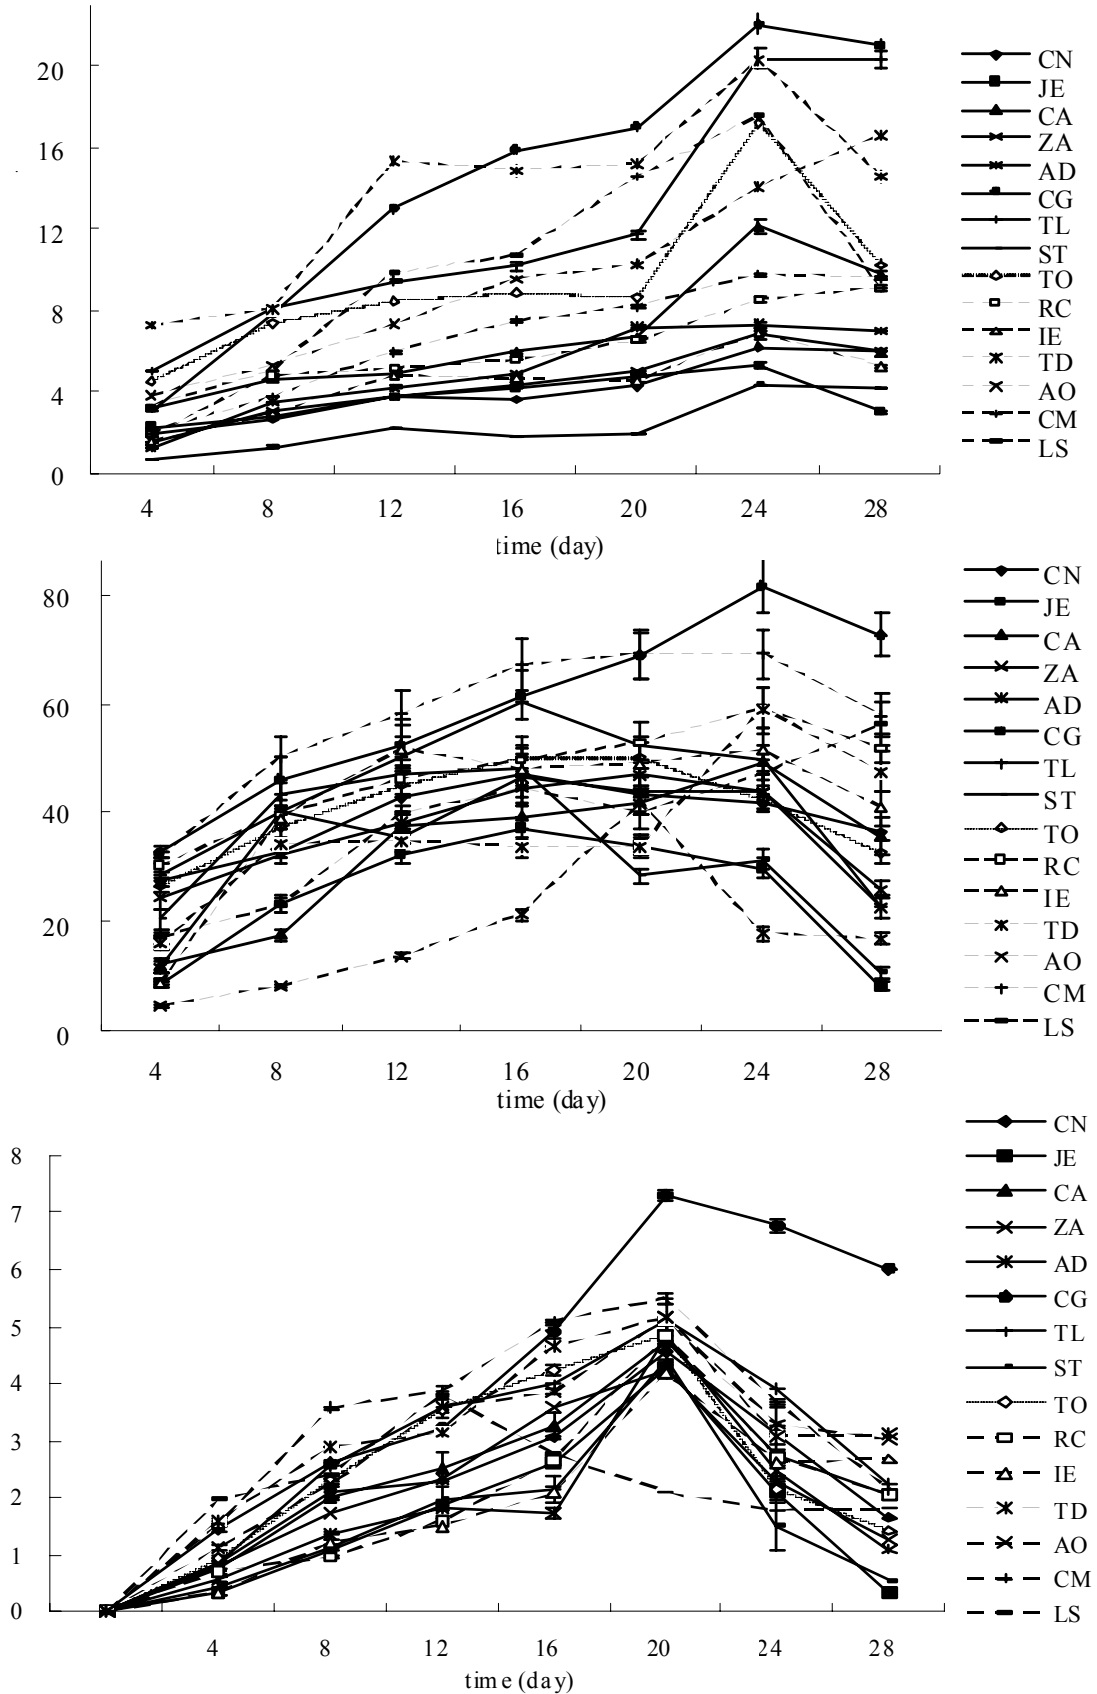 20
16
12
8
4
0
4 8 12 16 20 24 28
time (day)
CN
JE
CA
ZA
AD
CG
TL
ST
TO
RC
IE
TD
AO
CM
LS
80
60
40
20
0
4 8 12 16 20 24 28
time (day)
CN
JE
CA
ZA
AD
CG
TL
ST
TO
RC
IE
TD
AO
CM
LS
8
7
6
5
4
3
2
1
0
4 8 12 16 20 24 28
time (day)
CN
JE
CA
ZA
AD
CG
TL
ST
TO
RC
IE
TD
AO
CM
LS